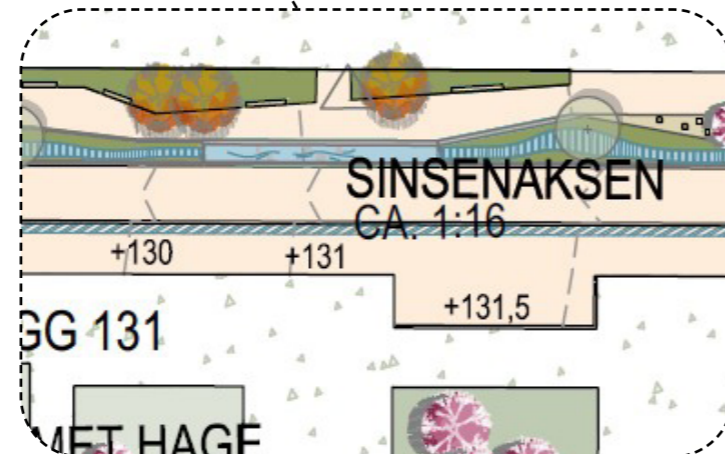 SINSENAKSEN
CA. 1:16
+130
+131
+131,5
GG 131
MET HAGE